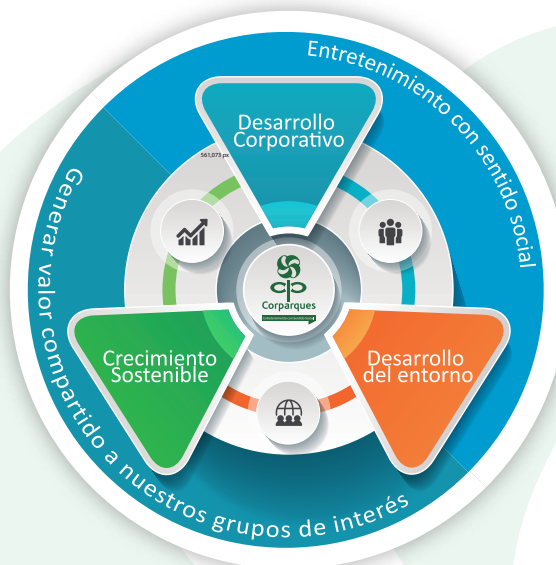 Entretenimiento con sentido social
Desarrollo
Corporativo
561,073 px
Generar valor compartido a nuestros grupos de interés
Corparques
Crecimiento
Sostenible
Desarrollo
del entorno